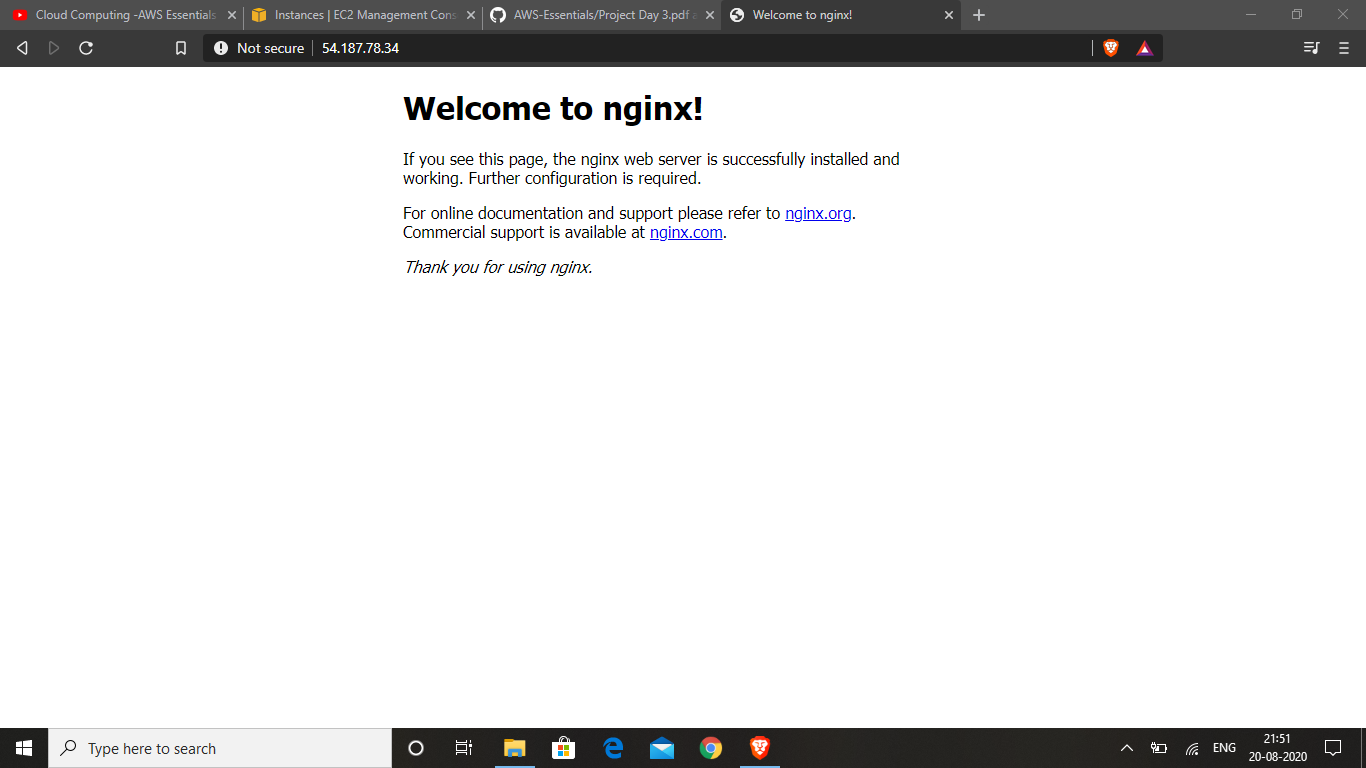 Cloud Computing -AWS Essentials
Instances | EC2 Management Cons
AWS-Essentials/Project Day 3.pdf a
Welcome to nginx!
Not secure
54.187.78.34
Welcome to nginx!
If you see this page, the nginx web server is successfully installed and
working. Further configuration is required.
For online documentation and support please refer to nginx.org.
Commercial support is available at nginx.com.
Thank you for using nginx.
Type here to search
ENG
21:51
20-08-2020